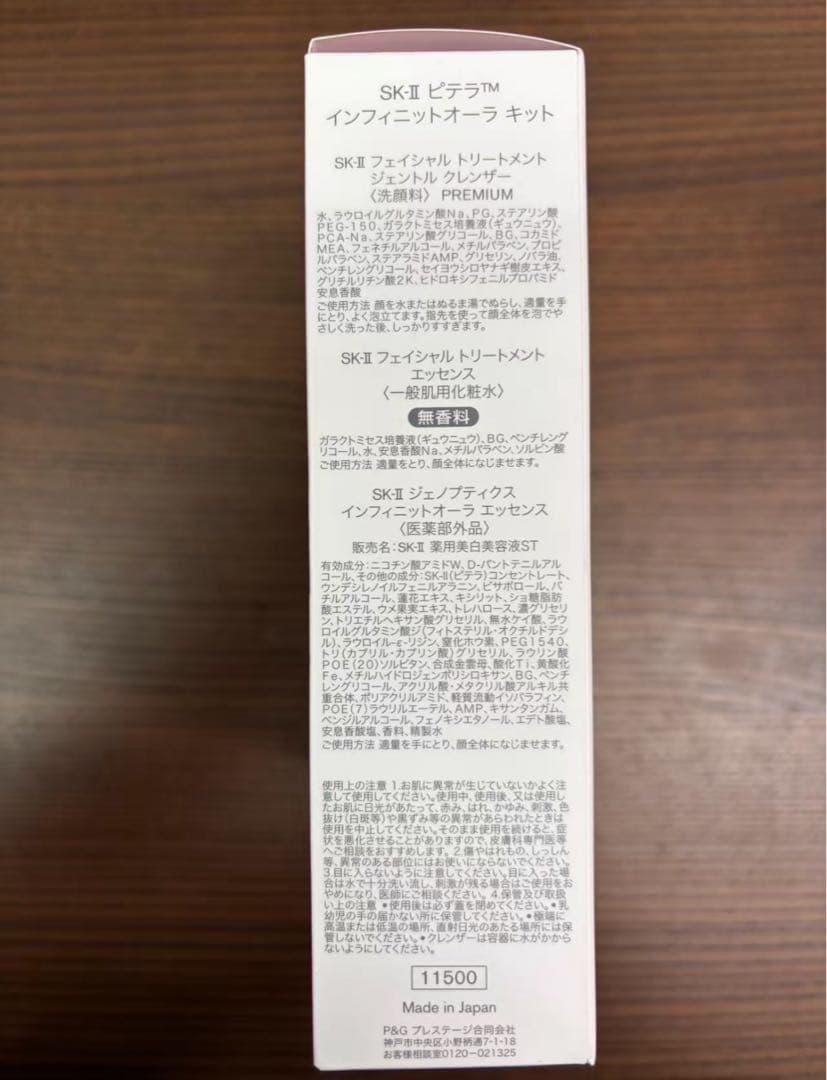 SK-II ピテラ™
インフィニットオーラ キット
SK-II フェイシャル トリートメント
ジェントル クレンザー
〈洗顔料〉 PREMIUM
水、ラウロイルグルタミン酸Na、PG、ステアリン酸
PEG-150、ガラクトミセス培養液(ギュウニュウ)、
PCA-Na、ステアリン酸グリコール、BG、コカミド
MEA、フェネチルアルコール、メチルパラベン、プロピ
ルパラベン、ステアラミドAMP、グリセリン、ノバラ油、
ペンチレングリコール、セイヨウシロヤナギ樹皮エキス、
グリチルリチン酸2K、ヒドロキシフェニルプロパミド
安息香酸
ご使用方法 顔を水またはぬるま湯でぬらし、適量を手
にとり、よく泡立てます。指先を使って顔全体を泡でや
さしく洗った後、しっかりすすぎます。
SK-II フェイシャル トリートメント
エッセンス
〈一般肌用化粧水〉
無香料
ガラクトミセス培養液(ギュウニュウ)、BG、ペンチレング
リコール、水、安息香酸Na、メチルパラベン、ソルビン酸
ご使用方法 適量をとり、顔全体になじませます。
SK-II ジェノプティクス
インフィニットオーラ エッセンス
〈医薬部外品〉
販売名：SK-II 薬用美白美容液ST
有効成分：ニコチン酸アミドW、D-パントテニルアル
コール、その他の成分：SK-II(ピテラ)コンセントレート、
ウンデシレノイルフェニルアラニン、ビサボロール、バ
チルアルコール、蓮花エキス、キシリット、ショ糖脂肪
酸エステル、ウメ果実エキス、トレハロース、濃グリセリ
ン、トリエチルヘキサン酸グリセリル、無水ケイ酸、ラウ
ロイルグルタミン酸ジ(フィトステリル・オクチルドデシ
ル)、ラウロイル-ε-リジン、窒化ホウ素、PEG1540、
トリ(カプリル・カプリン酸)グリセリル、ラウリン酸
POE(20)ソルビタン、合成金雲母、酸化Ti、黄酸化
Fe、メチルハイドロジェンポリシロキサン、BG、ペンチ
レングリコール、アクリル酸・メタクリル酸アルキル共
重合体、ポリアクリルアミド、軽質流動イソパラフィン、
POE(7)ラウリルエーテル、AMP、キサンタンガム、
ベンジルアルコール、フェノキシエタノール、エデト酸塩、
安息香酸塩、香料、精製水
ご使用方法 適量を手にとり、顔全体になじませます。
使用上の注意 1.お肌に異常が生じていないかよく注
意して使用してください。使用中、使用後、又は使用し
たお肌に日光があたって、赤み、はれ、かゆみ、刺激、色
抜け(白斑等)や黒ずみ等の異常があらわれたときは
使用を中止してください。そのまま使用を続けると、症
状を悪化させることがありますので、皮膚科専門医等
へご相談をおすすめします。2.傷やはれもの、しっしん
等、異常のある部位にはお使いにならないでください。
3.目に入らないように注意してください。目に入った場
合は水で十分洗い流し、刺激が残る場合はご使用をお
やめになり、医師にご相談ください。4.保管及び取扱
い上の注意 •使用後は必ず蓋を閉めてください。•乳
幼児の手の届かない所に保管してください。•極端に
高温または低温の場所、直射日光のあたる場所には保
管しないでください。•クレンザーは容器に水がかから
ないようにしてください。
11500
Made in Japan
P&G プレステージ合同会社
神戸市中央区小野柄通7-1-18
お客様相談室0120-021325